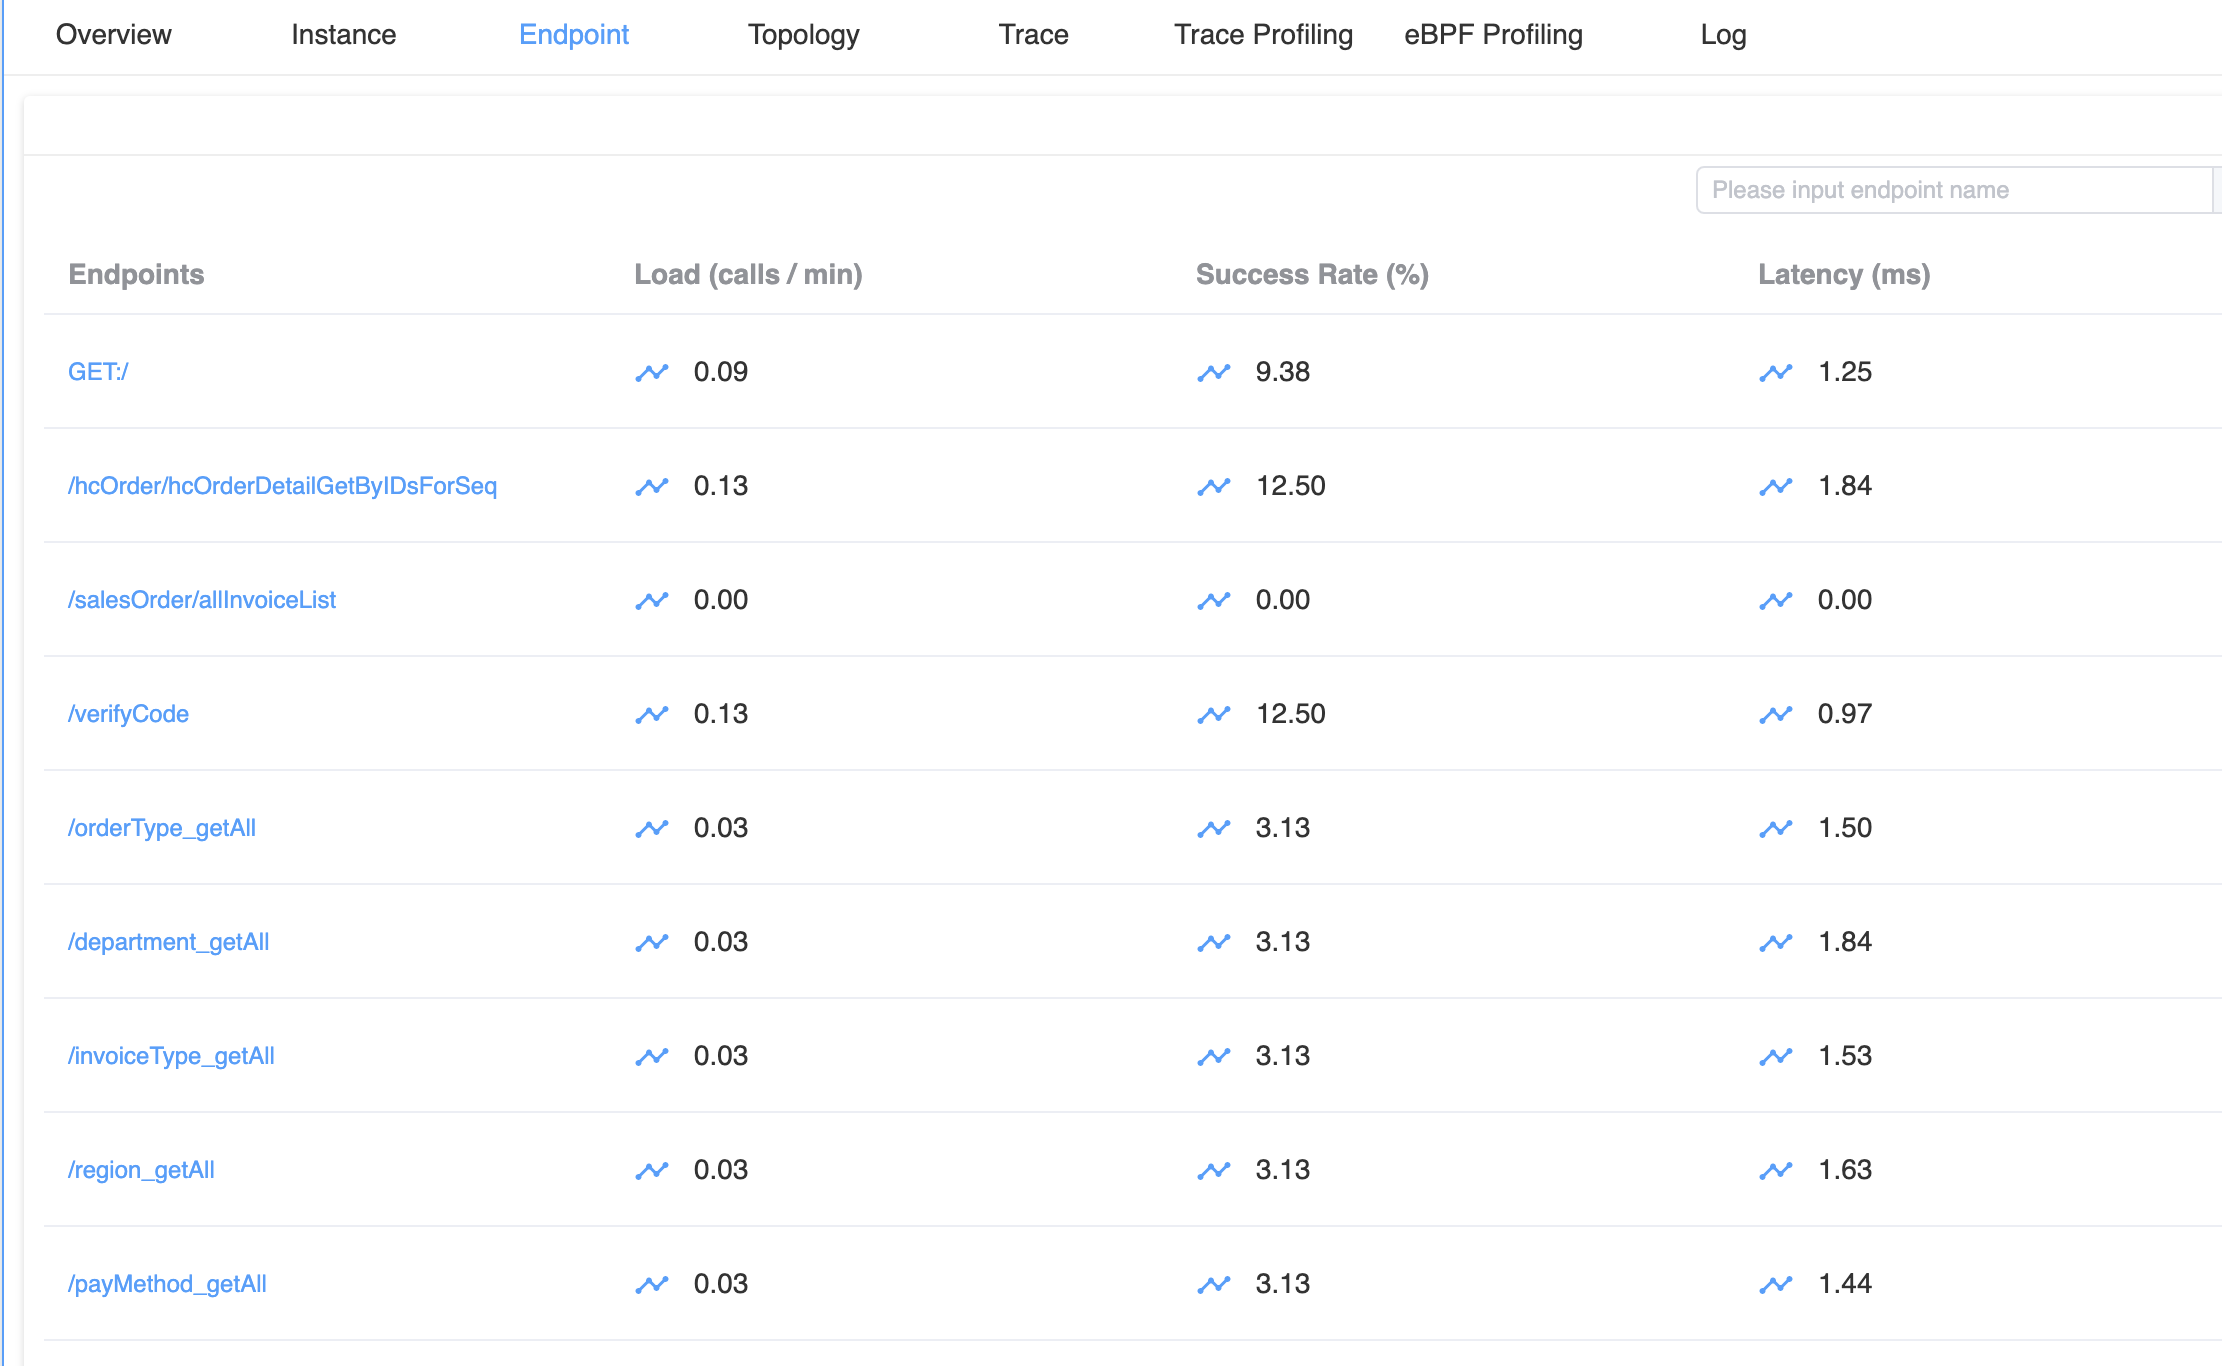 Overview Instance Endpoint Topology Trace Trace Profiling eBPF Profiling Log
Please input endpoint name
Endpoints Load (calls / min) Success Rate (%) Latency (ms)
GET:/ 0.09 9.38 1.25
/hcOrder/hcOrderDetailGetByIDsForSeq 0.13 12.50 1.84
/salesOrder/allInvoiceList 0.00 0.00 0.00
/verifyCode 0.13 12.50 0.97
/orderType_getAll 0.03 3.13 1.50
/department_getAll 0.03 3.13 1.84
/invoiceType_getAll 0.03 3.13 1.53
/region_getAll 0.03 3.13 1.63
/payMethod_getAll 0.03 3.13 1.44